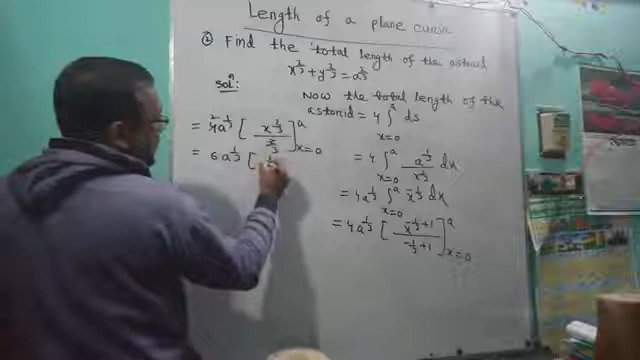 Length of a plane curve
① Find the total length of the astroid
x^{2/3} + y^{2/3} = a^{2/3}
Solⁿ
Now the total length of the
astonoid = 4 ∫_{x=0} ds
= 4 ∫_{x=0}^{a} a^{1/3} / x^{1/3} dx
= 4a^{1/3} ∫_{x=0}^{a} x^{-1/3} dx
= 4a^{1/3} [ x^{-1/3+1} / -1/3+1 ]_{x=0}^{a}
= 4a^{1/3} [ x^{2/3} / 2/3 ]_{x=0}^{a}
= 6a^{1/3} [